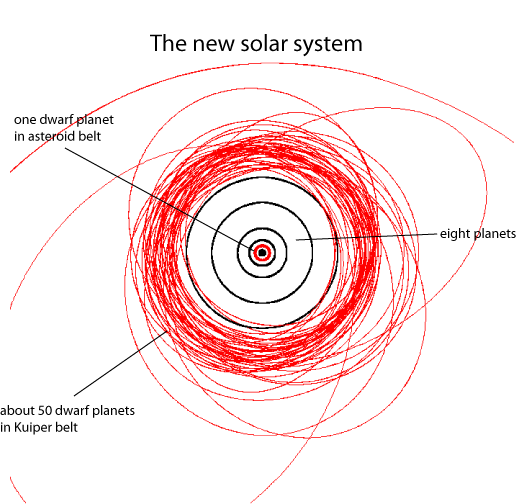 The new solar system
one dwarf planet
in asteroid belt
eight planets
about 50 dwarf planets
in Kuiper belt